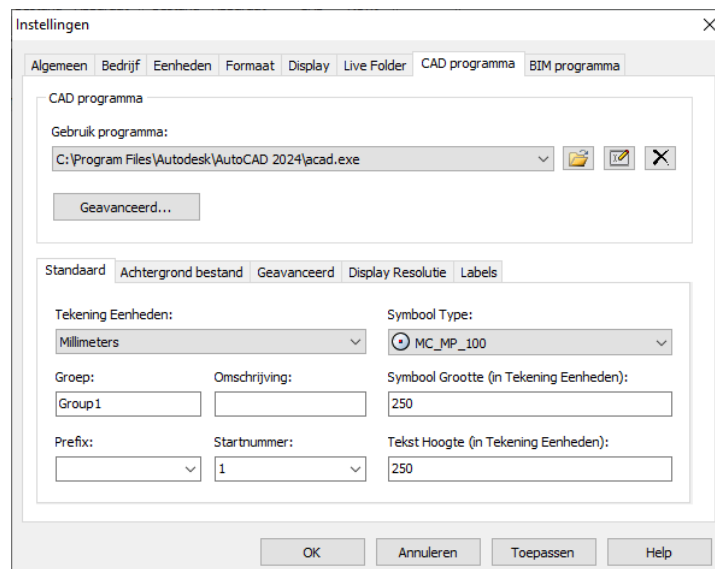 Instellingen
Algemeen Bedrijf Eenheden Formaat Display Live Folder CAD programma BIM programma
CAD programma
Gebruik programma:
C:\Program Files\Autodesk\AutoCAD 2024\acad.exe
Geavanceerd...
Standaard Achtergrond bestand Geavanceerd Display Resolutie Labels
Tekening Eenheden: Symbool Type:
Millimeters MC_MP_100
Groep: Omschrijving: Symbool Grootte (in Tekening Eenheden):
Group1 250
Prefix: Startnummer: Tekst Hoogte (in Tekening Eenheden):
1 250
OK Annuleren Toepassen Help